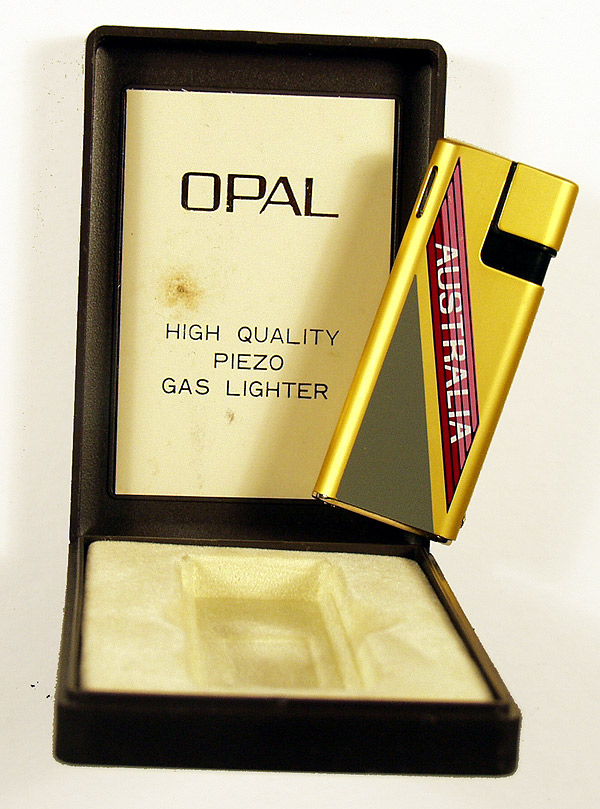 OPAL
HIGH QUALITY
PIEZO
GAS LIGHTER
AUSTRALIA